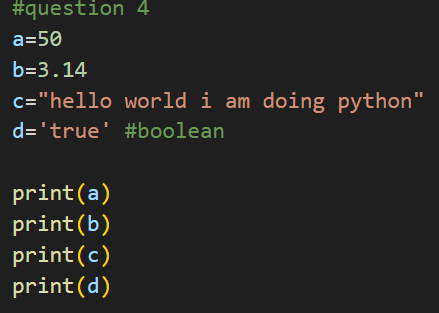 #question 4
a=50
b=3.14
c="hello world i am doing python"
d='true' #boolean
print(a)
print(b)
print(c)
print(d)